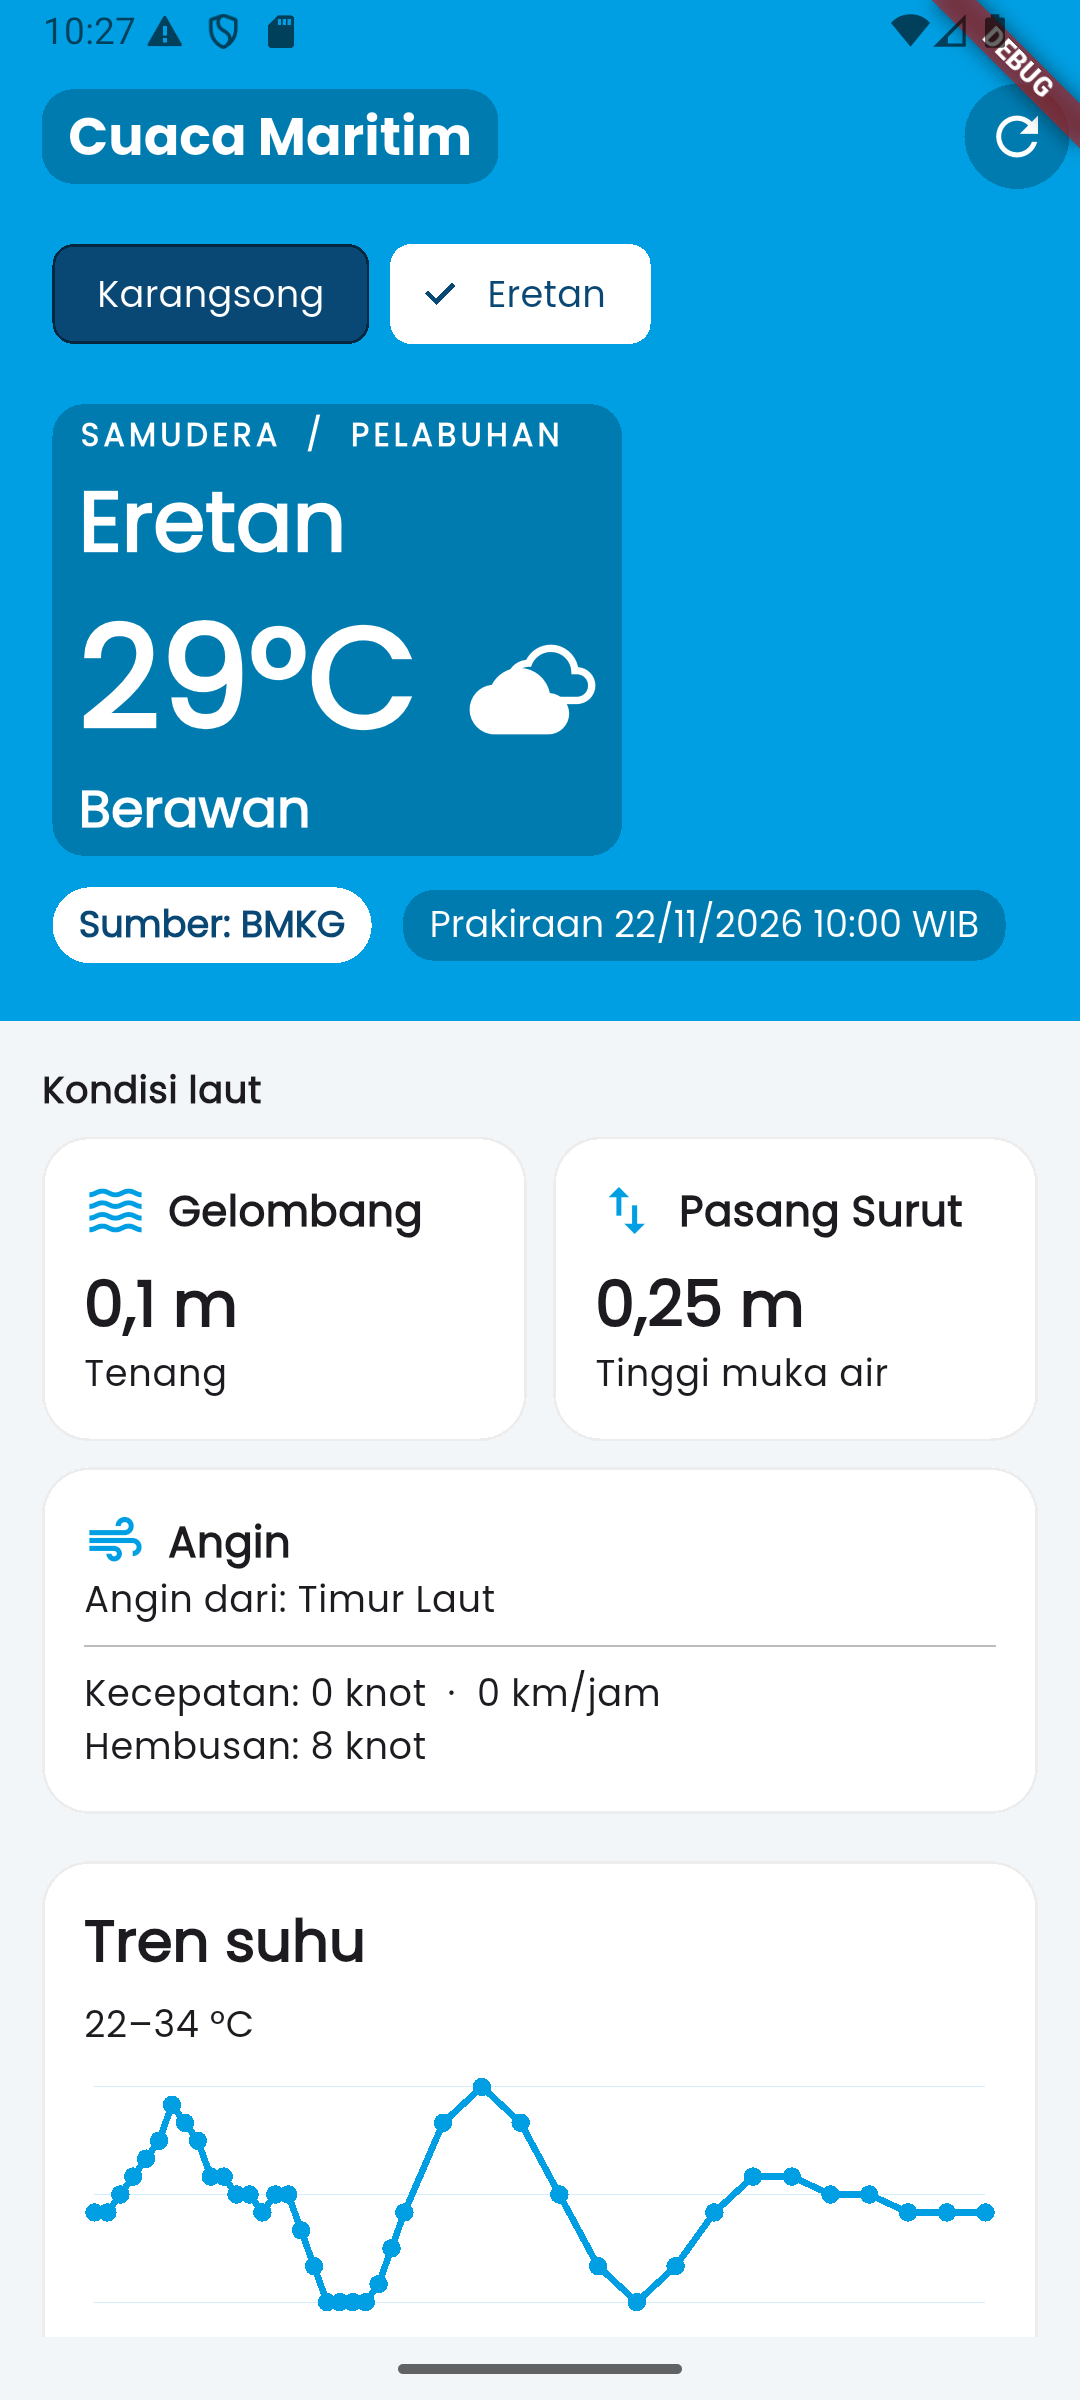 10:27
DEBUG
Cuaca Maritim
Karangsong
Eretan
SAMUDERA / PELABUHAN
Eretan
29°C
Berawan
Sumber: BMKG
Prakiraan 22/11/2026 10:00 WIB
Kondisi laut
Gelombang
0,1 m
Tenang
Pasang Surut
0,25 m
Tinggi muka air
Angin
Angin dari: Timur Laut
Kecepatan: 0 knot · 0 km/jam
Hembusan: 8 knot
Tren suhu
22–34 °C